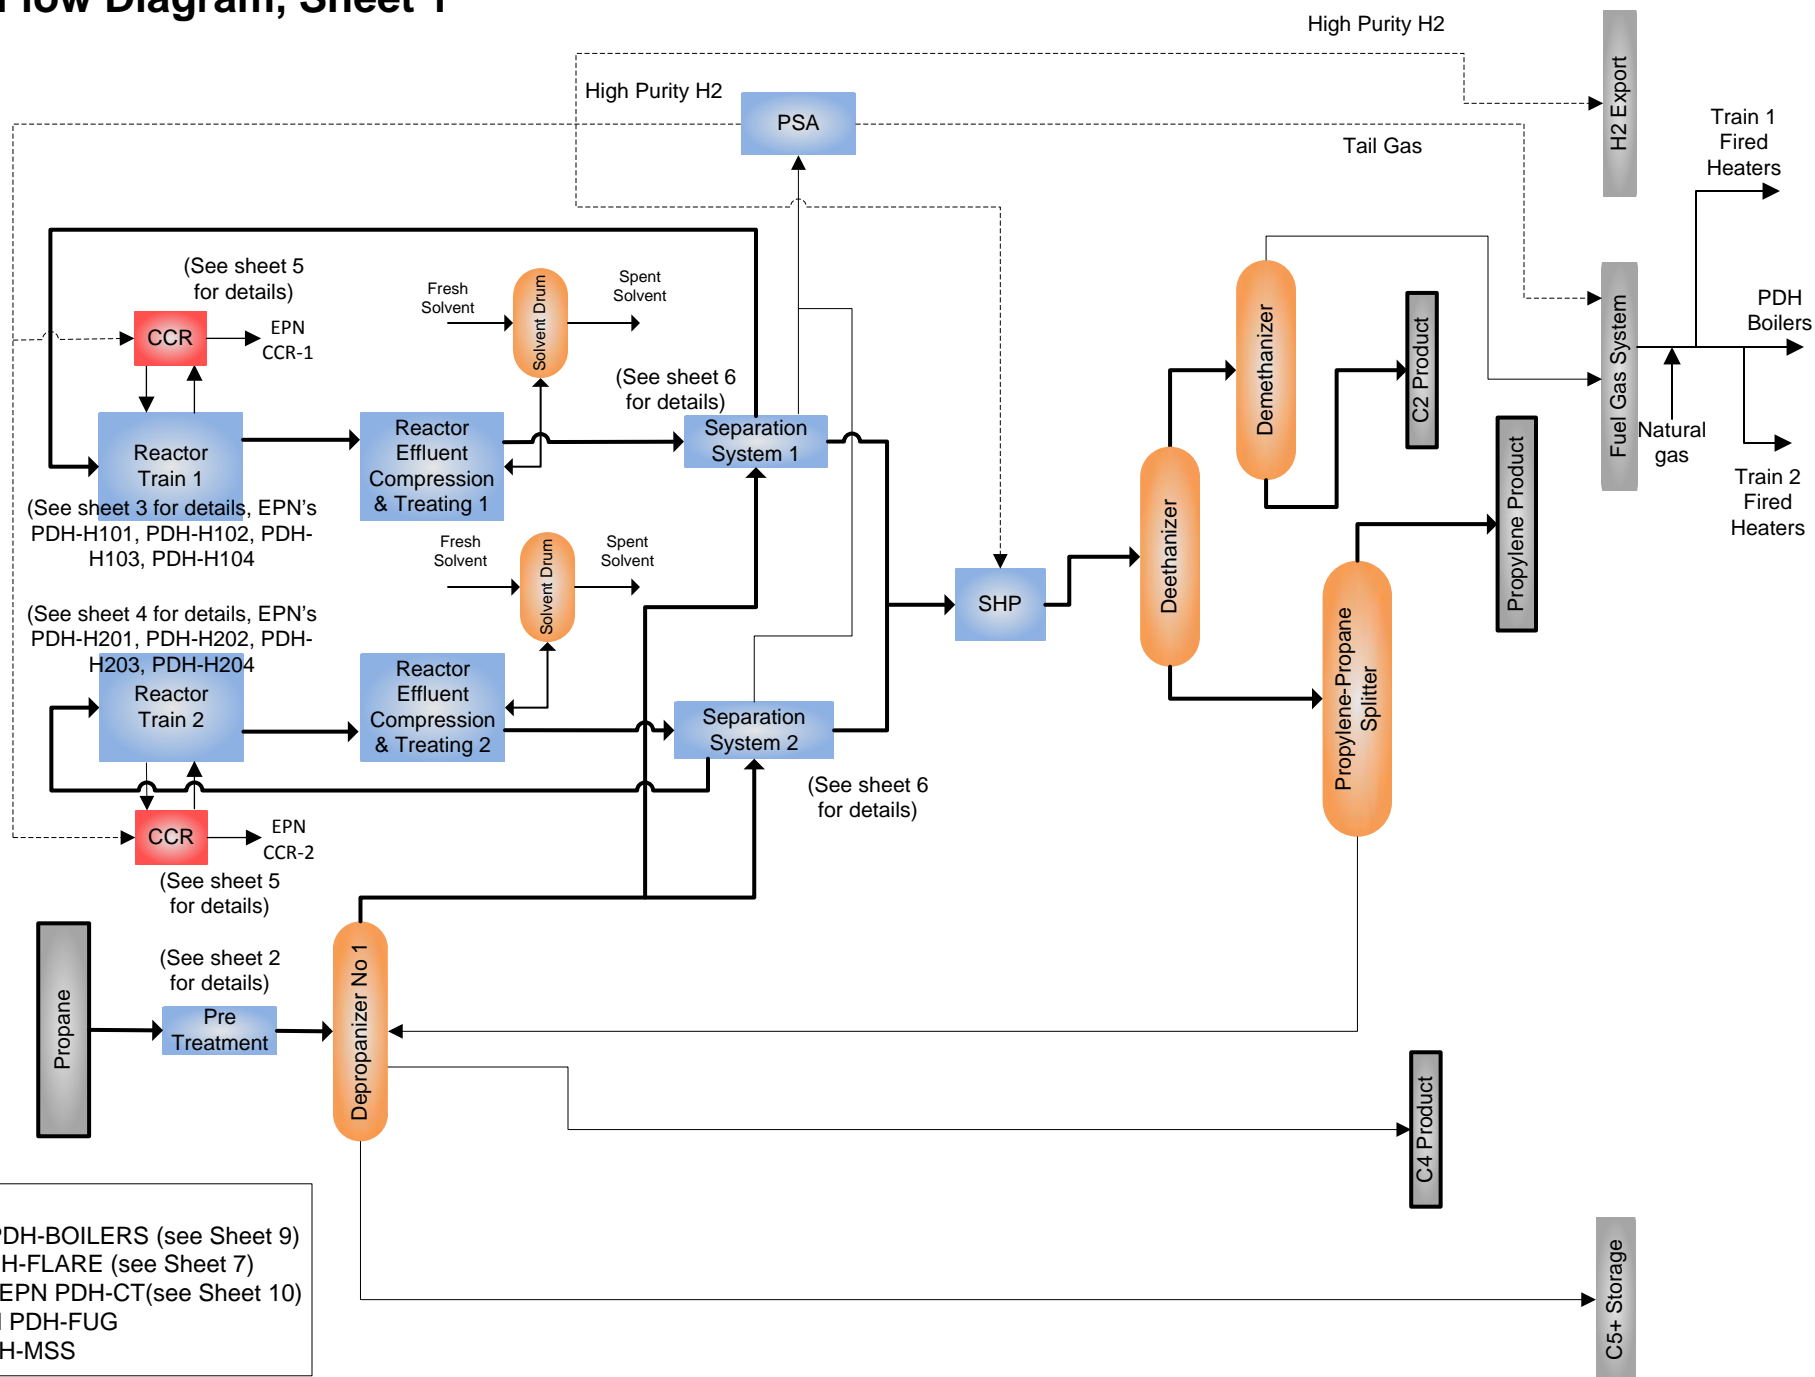 Flow Diagram, Sheet 1
High Purity H2
High Purity H2
PSA
Tail Gas
H2 Export
Train 1
Fired
Heaters
(See sheet 5
for details)
CCR
EPN
CCR-1
Fresh
Solvent
Solvent Drum
Spent
Solvent
(See sheet 6
for details)
Reactor
Train 1
Reactor
Effluent
Compression
& Treating 1
Separation
System 1
(See sheet 3 for details, EPN's
PDH-H101, PDH-H102, PDH-
H103, PDH-H104
Demethanizer
C2 Product
Fuel Gas System
PDH
Boilers
Natural
gas
Train 2
Fired
Heaters
Propylene Product
Deethanizer
SHP
Fresh
Solvent
Solvent Drum
Spent
Solvent
(See sheet 4 for details, EPN's
PDH-H201, PDH-H202, PDH-
H203, PDH-H204
Reactor
Train 2
Reactor
Effluent
Compression
& Treating 2
Separation
System 2
Propylene-Propane
Splitter
(See sheet 6
for details)
CCR
EPN
CCR-2
(See sheet 5
for details)
Propane
(See sheet 2
for details)
Pre
Treatment
Depropanizer No 1
C4 Product
C5+ Storage
PDH-BOILERS (see Sheet 9)
H-FLARE (see Sheet 7)
EPN PDH-CT(see Sheet 10)
PDH-FUG
H-MSS